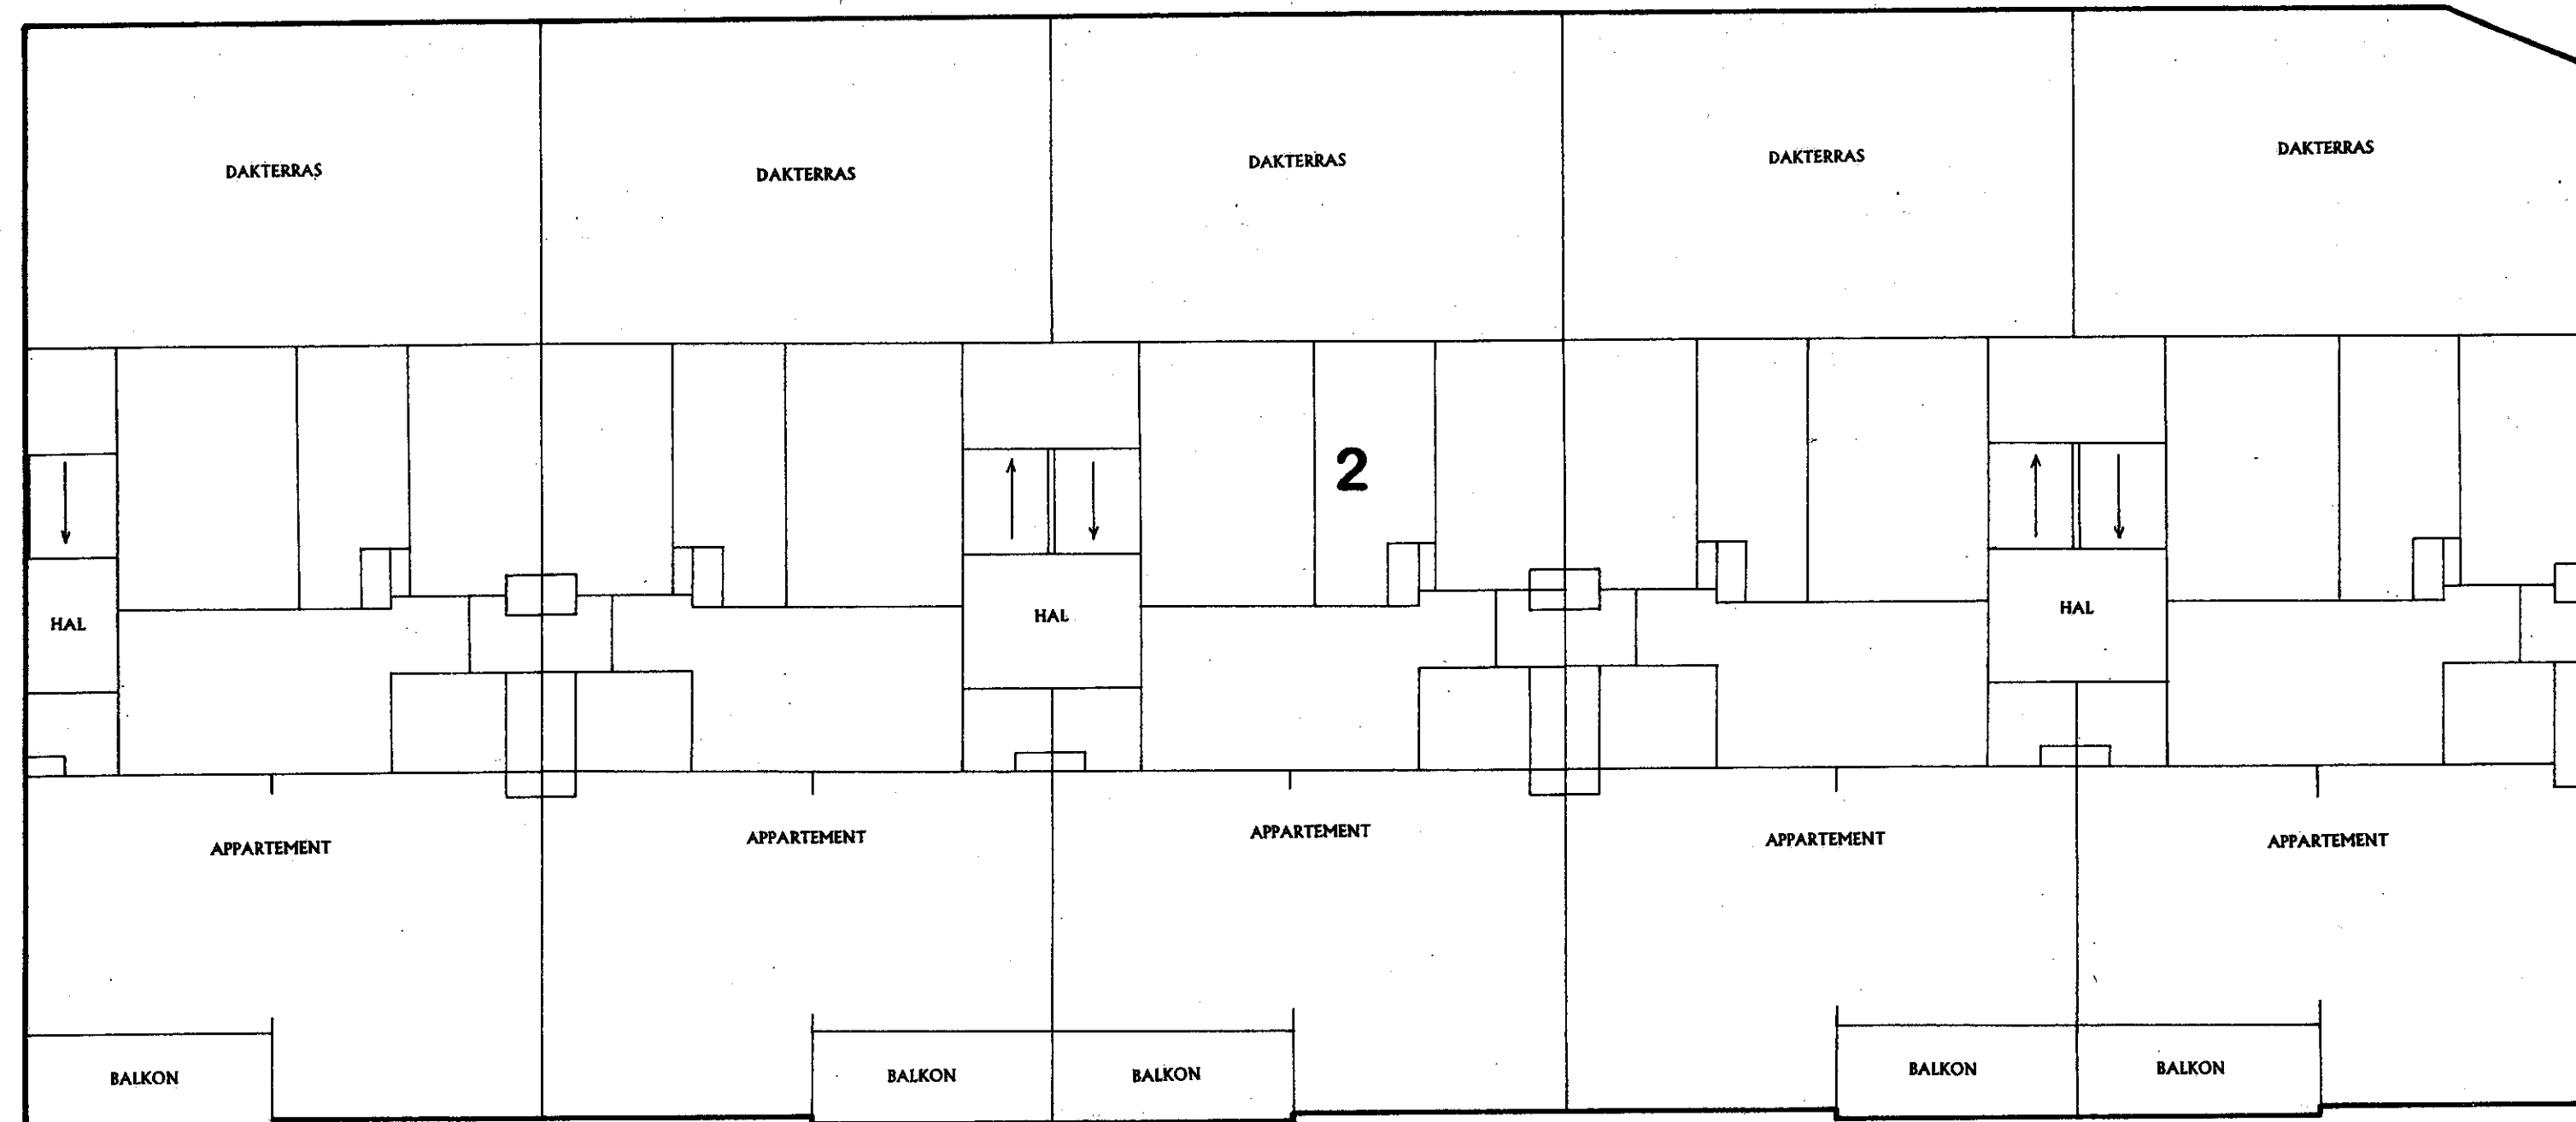 DAKTERRAS DAKTERRAS DAKTERRAS DAKTERRAS DAKTERRAS
2
HAL HAL HAL
APPARTEMENT APPARTEMENT APPARTEMENT APPARTEMENT APPARTEMENT
BALKON BALKON BALKON BALKON BALKON